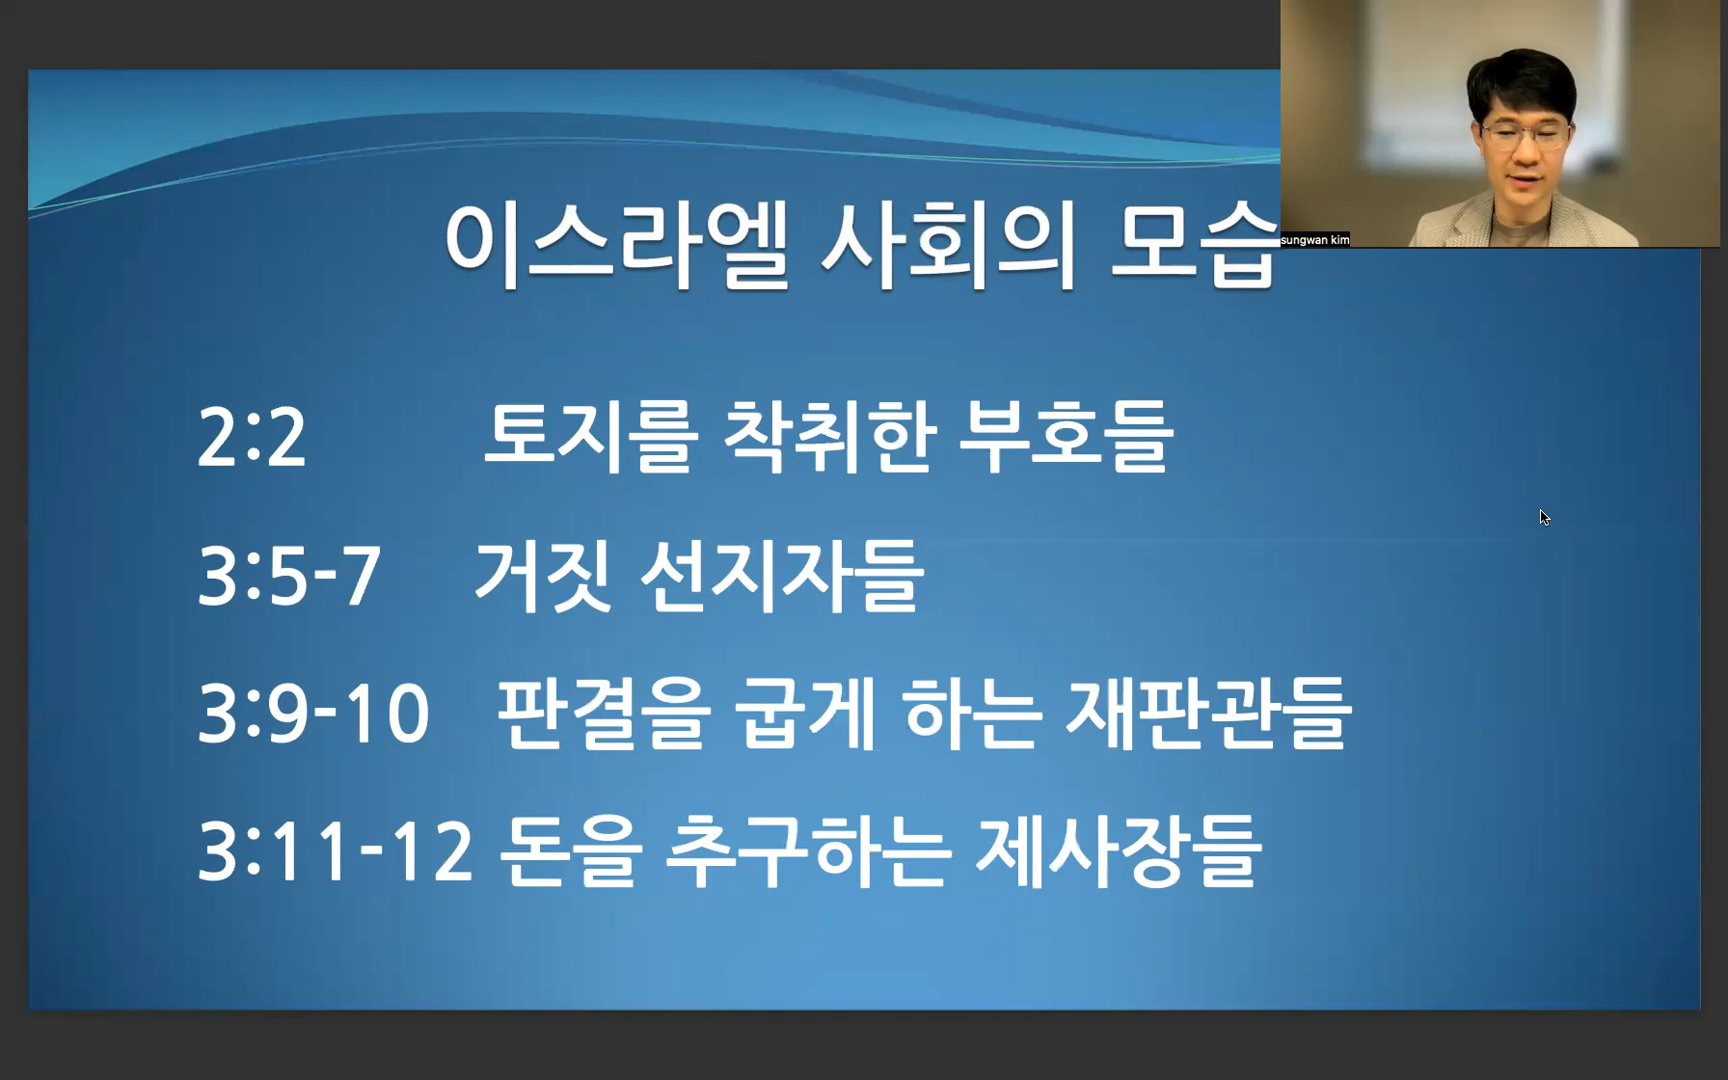 이스라엘 사회의 모습
sungwan kim
2:2 토지를 착취한 부호들
3:5-7 거짓 선지자들
3:9-10 판결을 굽게 하는 재판관들
3:11-12 돈을 추구하는 제사장들